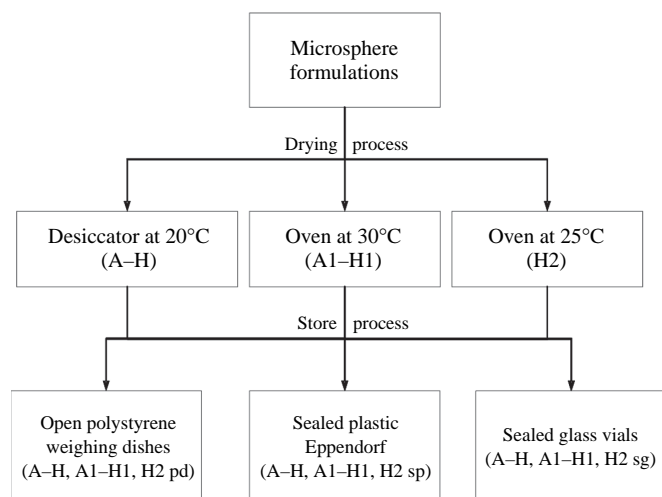 Microsphere
formulations
Drying process
Desiccator at 20°C
(A–H)
Oven at 30°C
(A1–H1)
Oven at 25°C
(H2)
Store process
Open polystyrene
weighing dishes
(A–H, A1–H1, H2 pd)
Sealed plastic
Eppendorf
(A–H, A1–H1, H2 sp)
Sealed glass vials
(A–H, A1–H1, H2 sg)